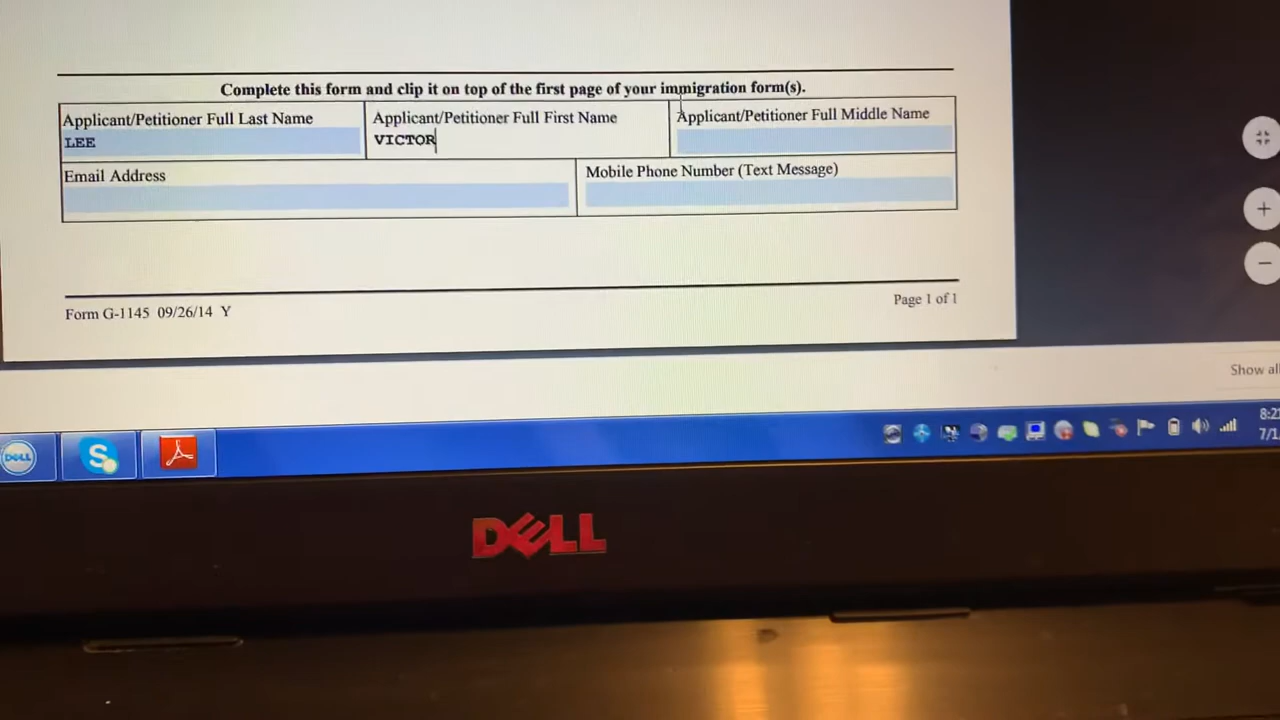 Complete this form and clip it on top of the first page of your immigration form(s).
Applicant/Petitioner Full Last Name
LEE
Applicant/Petitioner Full First Name
VICTOR
Applicant/Petitioner Full Middle Name
Email Address
Mobile Phone Number (Text Message)
Form G-1145 09/26/14 Y
Page 1 of 1
Show all
DELL
S
DELL